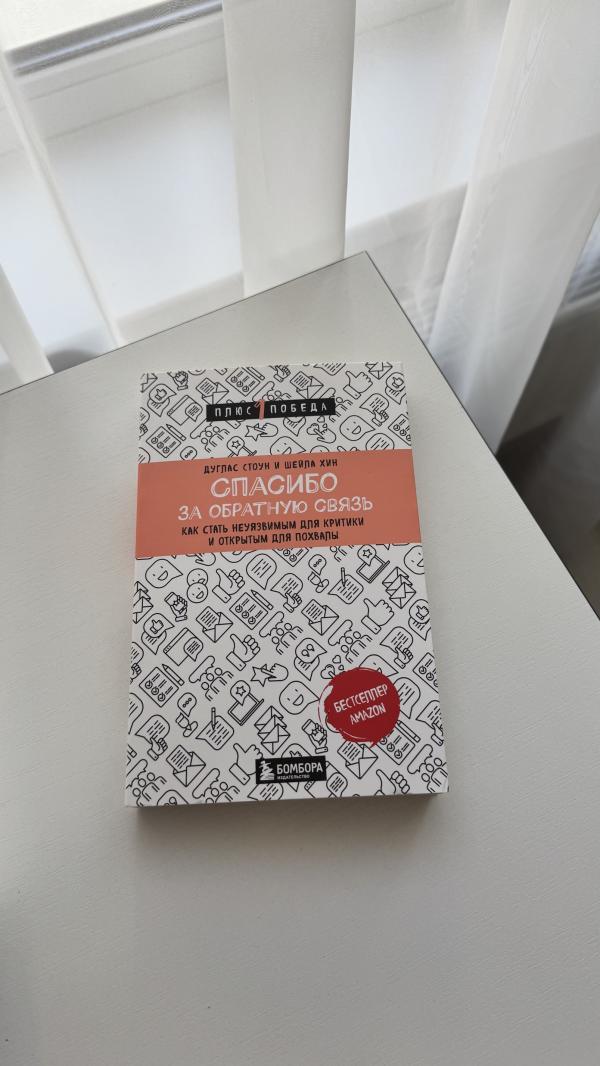 ПЛЮС 1 ПОБЕДА
ДУГЛАС СТОУН И ШЕЙЛА ХИН
СПАСИБО
ЗА ОБРАТНУЮ СВЯЗЬ
КАК СТАТЬ НЕУЯЗВИМЫМ ДЛЯ КРИТИКИ
И ОТКРЫТЫМ ДЛЯ ПОХВАЛЫ
БЕСТСЕЛЛЕР
AMAZON
БОМБОРА
ИЗДАТЕЛЬСТВО